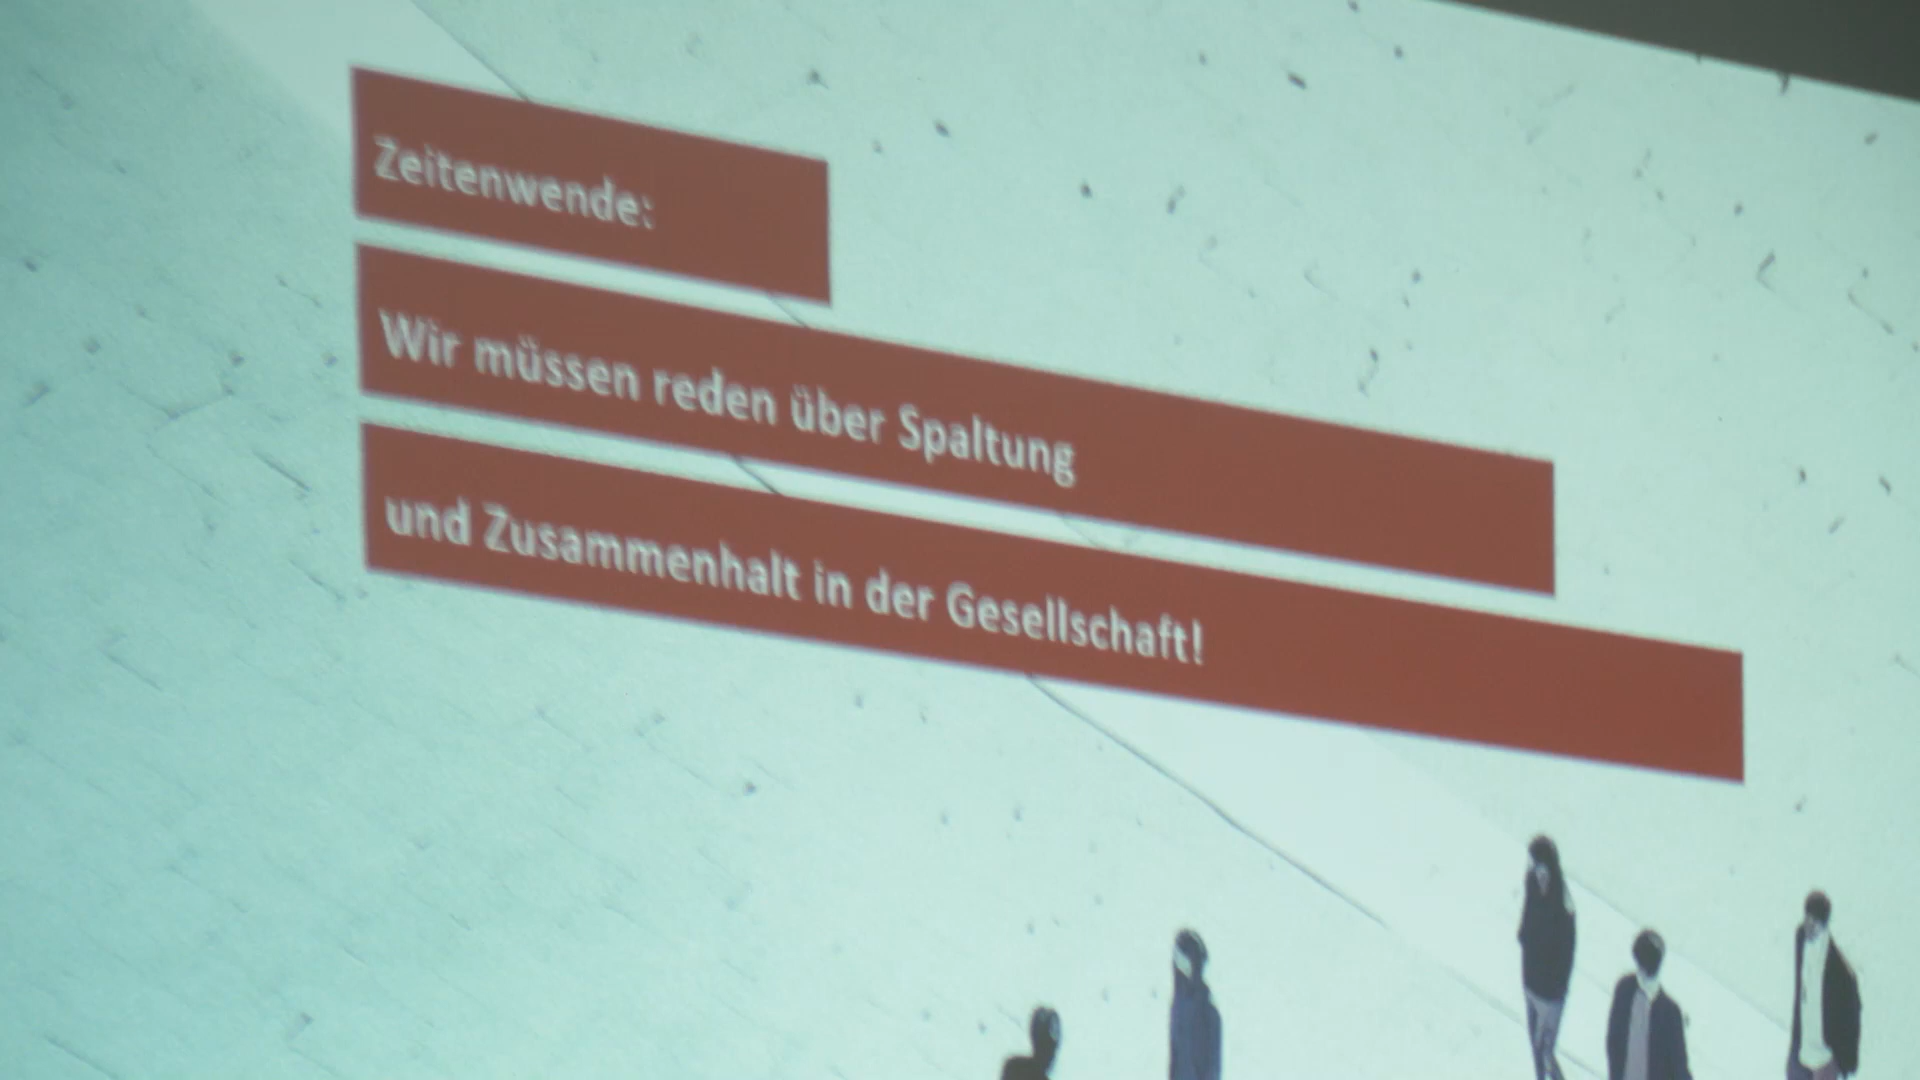 Zeitenwende:
Wir müssen reden über Spaltung
und Zusammenhalt in der Gesellschaft!